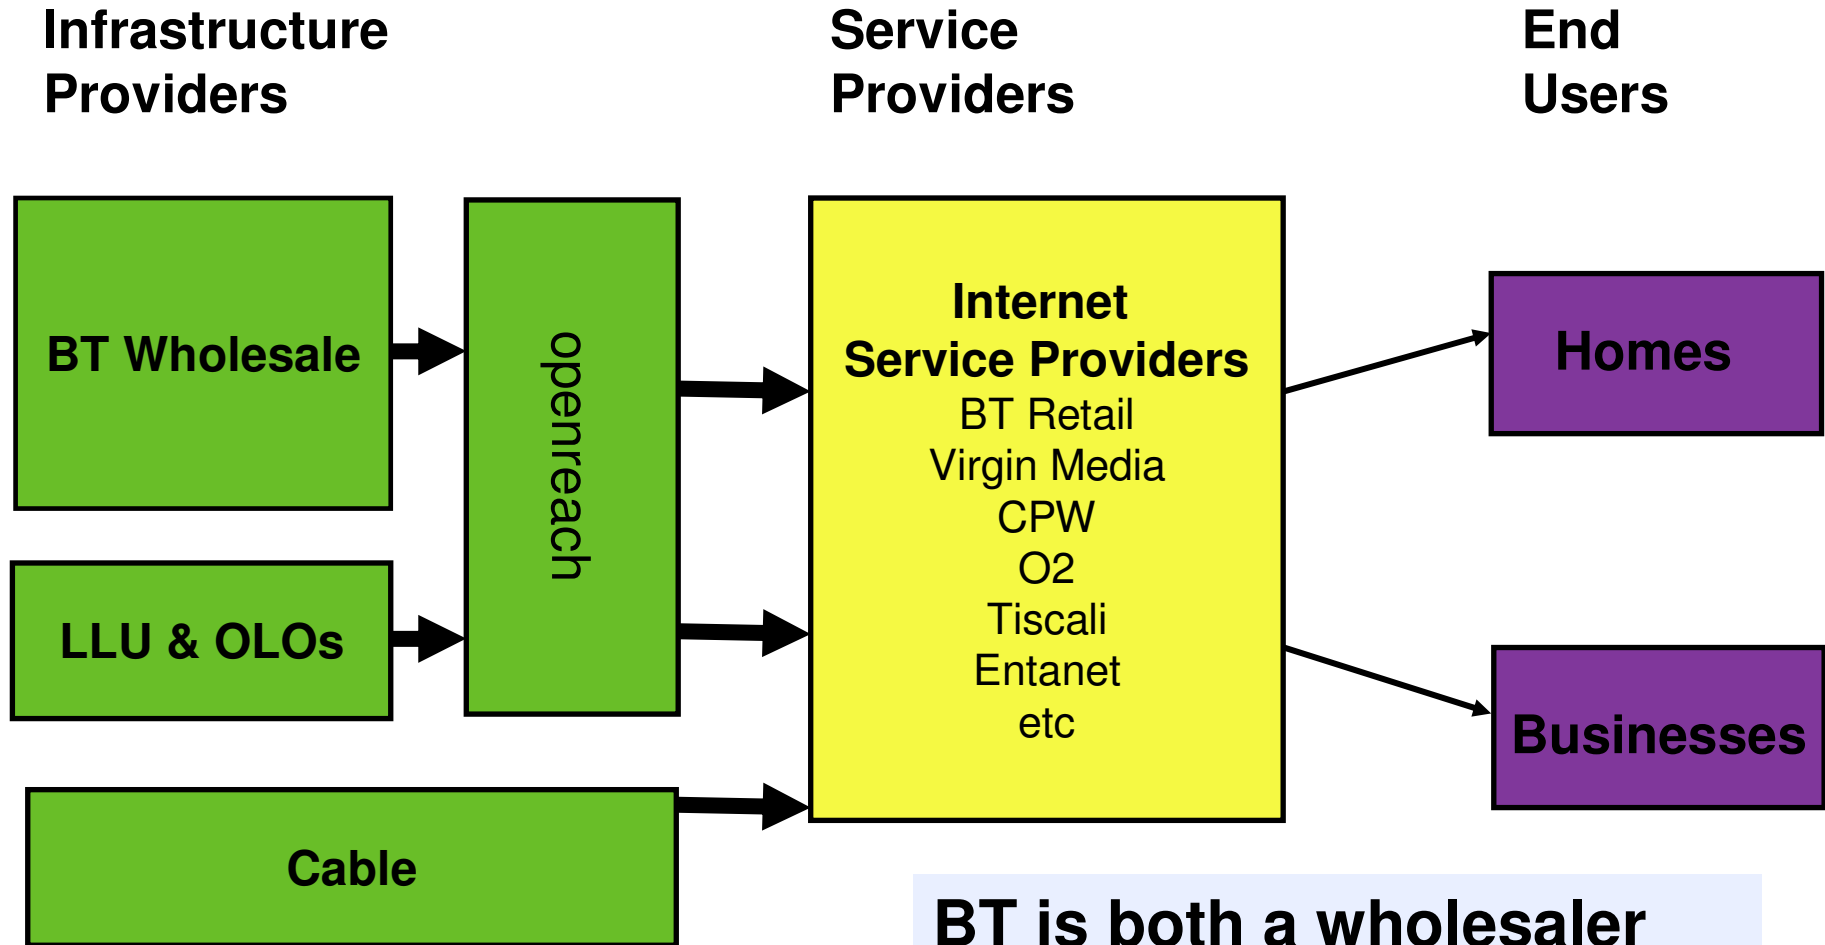 Infrastructure
Providers
Service
Providers
End
Users
BT Wholesale
openreach
LLU & OLOs
Cable
Internet
Service Providers
BT Retail
Virgin Media
CPW
O2
Tiscali
Entanet
etc
Homes
Businesses
BT is both a wholesaler